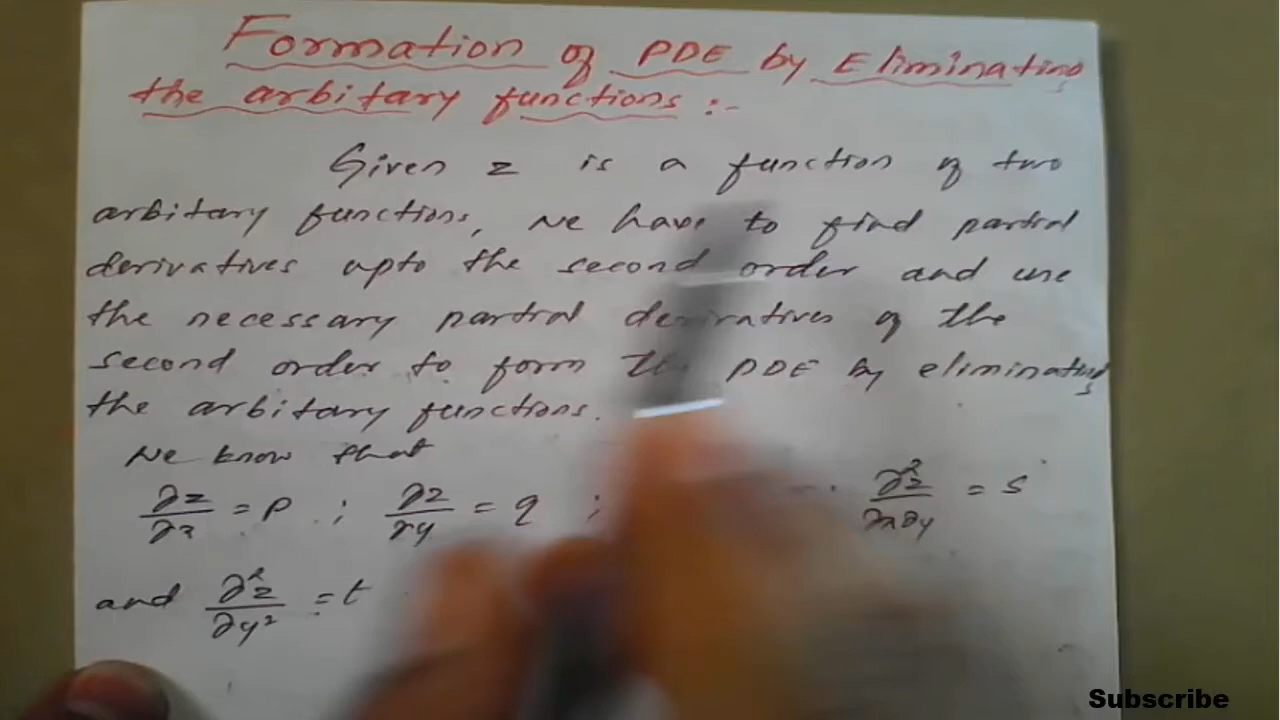 Formation of PDE by Eliminating
the arbitary functions :-
Given z is a function of two
arbitary functions, we have to find partial
derivatives upto the second order and use
the necessary partial derivatives of the
second order to form the PDE by eliminating
the arbitary functions.
We know that
∂z/∂x = p ; ∂z/∂y = q ; ∂²z/∂x∂y = s
and ∂²z/∂y² = t
Subscribe